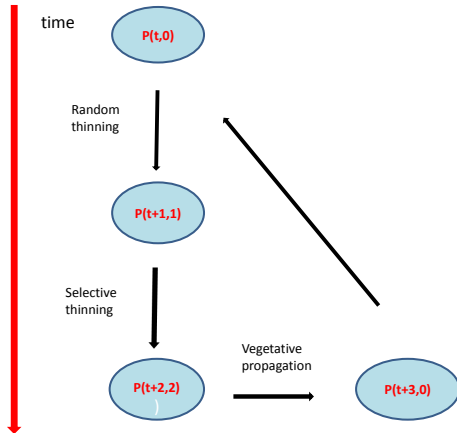 time
P(t,0)
Random
thinning
P(t+1,1)
Selective
thinning
Vegetative
propagation
P(t+2,2)
)
P(t+3,0)